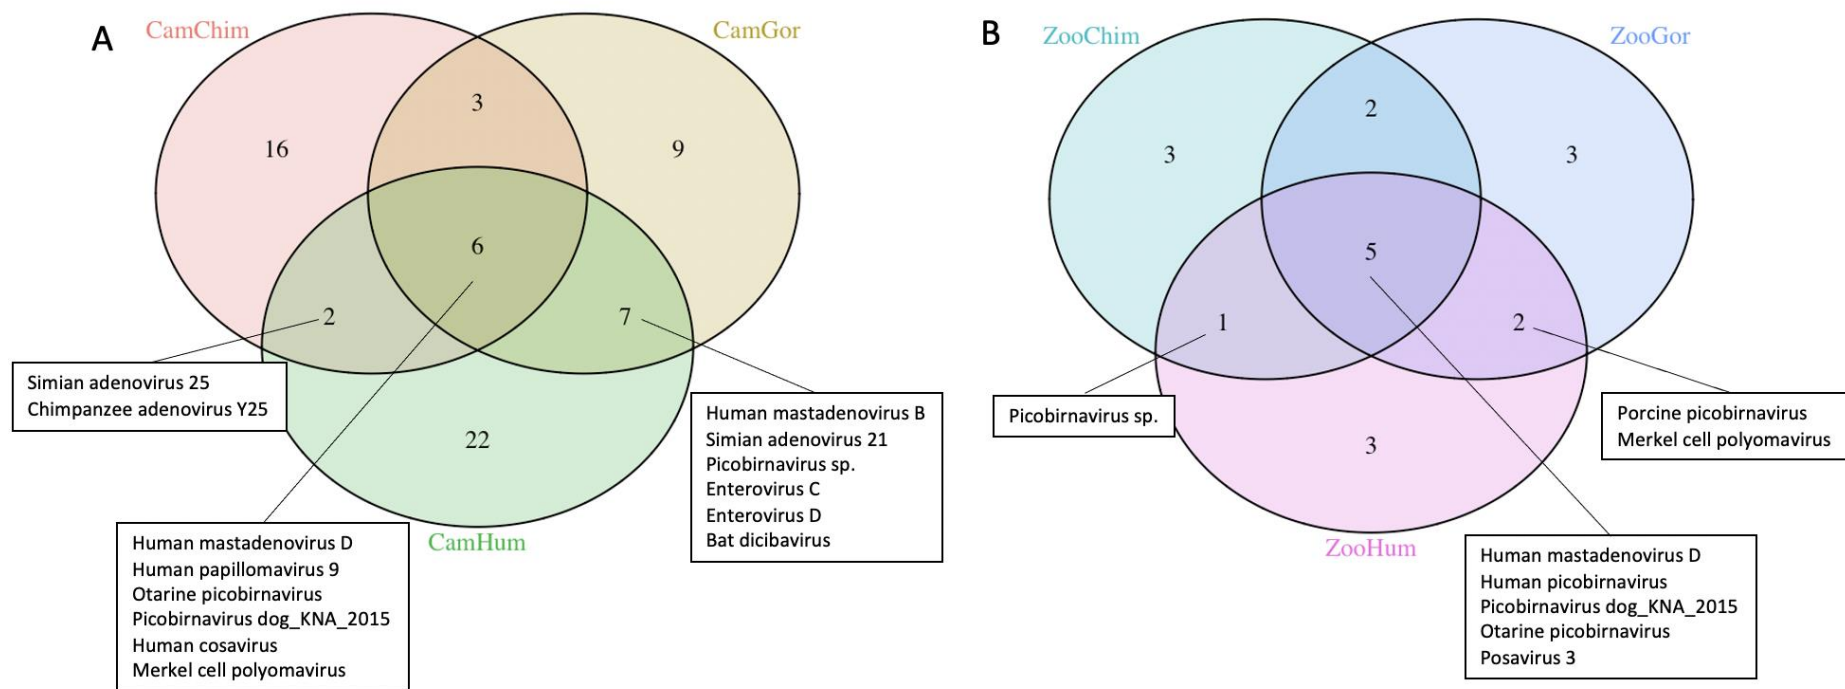 A
CamChim
CamGor
3
16
9
6
2
7
Simian adenovirus 25
Chimpanzee adenovirus Y25
22
Human mastadenovirus B
Simian adenovirus 21
Picobirnavirus sp.
Enterovirus C
Enterovirus D
Bat dicibavirus
CamHum
Human mastadenovirus D
Human papillomavirus 9
Otarine picobirnavirus
Picobirnavirus dog_KNA_2015
Human cosavirus
Merkel cell polyomavirus
B
ZooChim
ZooGor
2
3
3
5
1
2
Picobirnavirus sp.
Porcine picobirnavirus
Merkel cell polyomavirus
3
ZooHum
Human mastadenovirus D
Human picobirnavirus
Picobirnavirus dog_KNA_2015
Otarine picobirnavirus
Posavirus 3